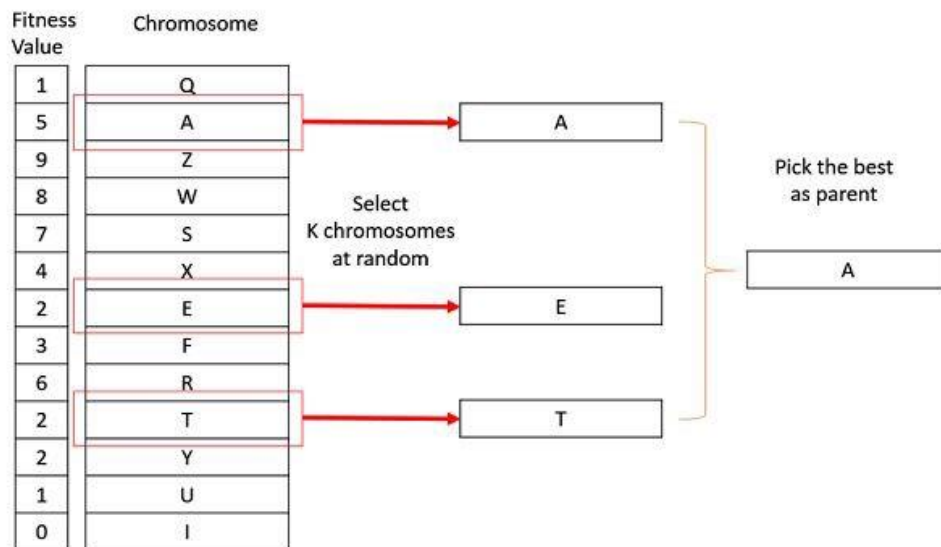 Fitness
Value
Chromosome
1 Q
5 A
9 Z
8 W
7 S
4 X
2 E
3 F
6 R
2 T
2 Y
1 U
0 I
Select
K chromosomes
at random
A
E
T
Pick the best
as parent
A